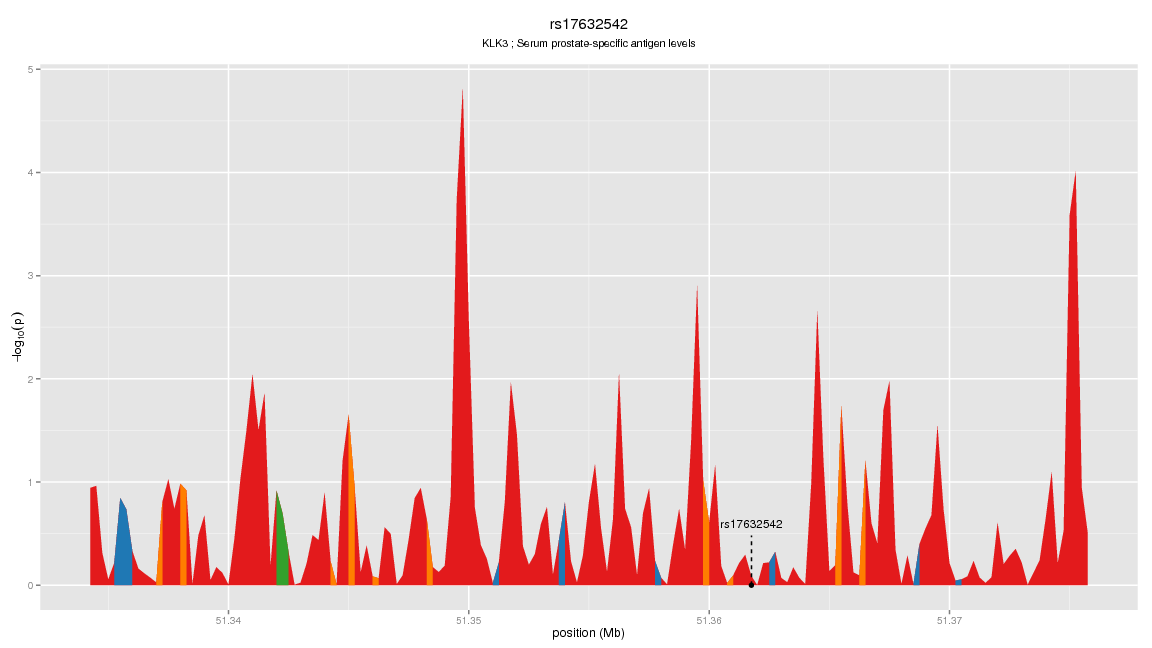 rs17632542
KLK3 ; Serum prostate-specific antigen levels
5
4
3
2
1
0
−log10(p)
rs17632542
51.34
51.35
51.36
51.37
position (Mb)